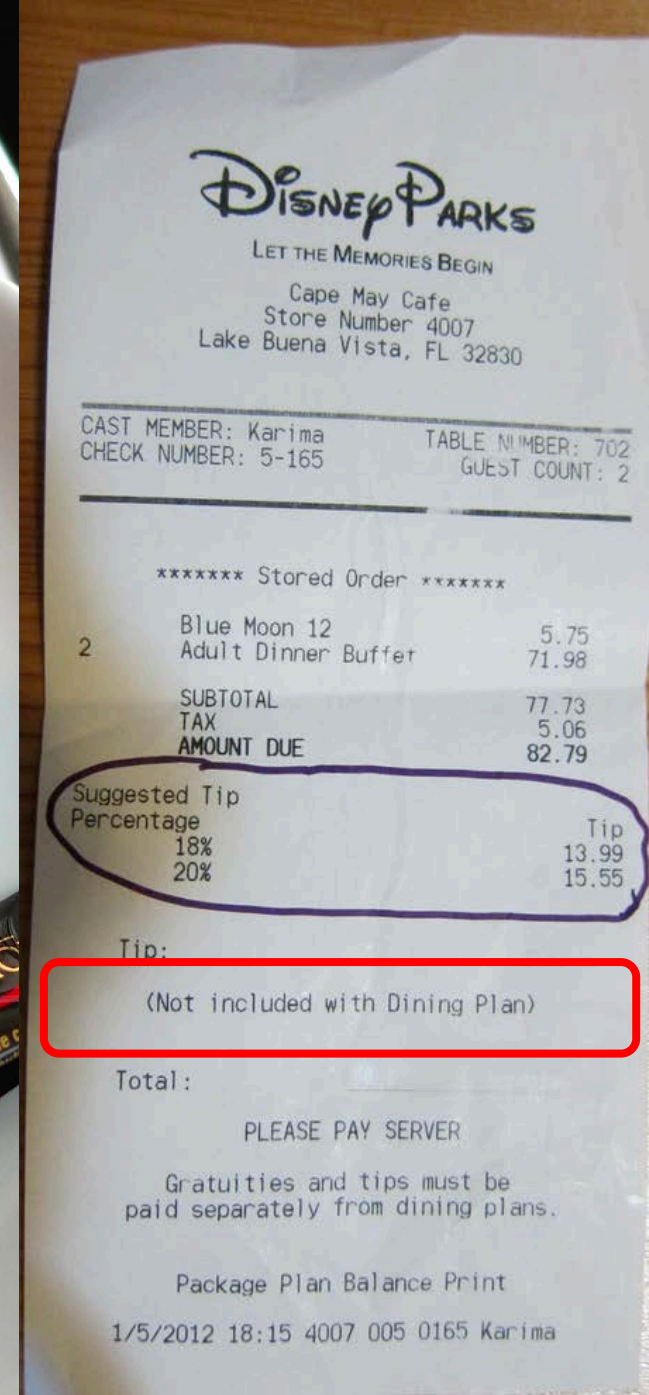 DISNEY PARKS
LET THE MEMORIES BEGIN
Cape May Cafe
Store Number 4007
Lake Buena Vista, FL 32830
CAST MEMBER: Karima TABLE NUMBER: 702
CHECK NUMBER: 5-165 GUEST COUNT: 2
******* Stored Order *******
Blue Moon 12 5.75
2 Adult Dinner Buffet 71.98
SUBTOTAL 77.73
TAX 5.06
AMOUNT DUE 82.79
Suggested Tip
Percentage Tip
18% 13.99
20% 15.55
Tip:
(Not included with Dining Plan)
Total:
PLEASE PAY SERVER
Gratuities and tips must be
paid separately from dining plans.
Package Plan Balance Print
1/5/2012 18:15 4007 005 0165 Karima